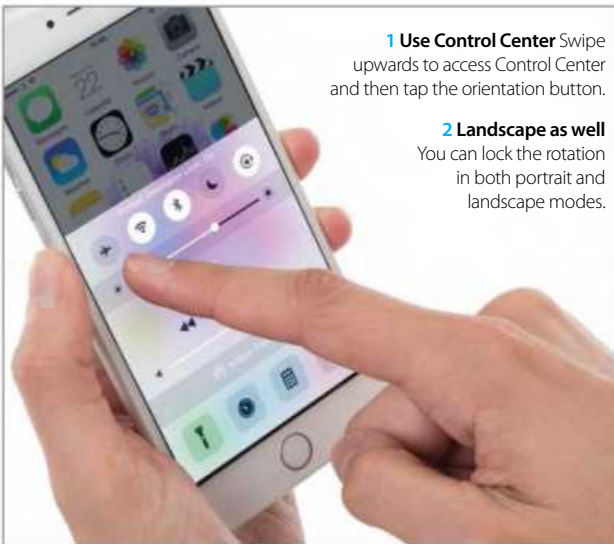 1 Use Control Center Swipe
upwards to access Control Center
and then tap the orientation button.
2 Landscape as well
You can lock the rotation
in both portrait and
landscape modes.
22